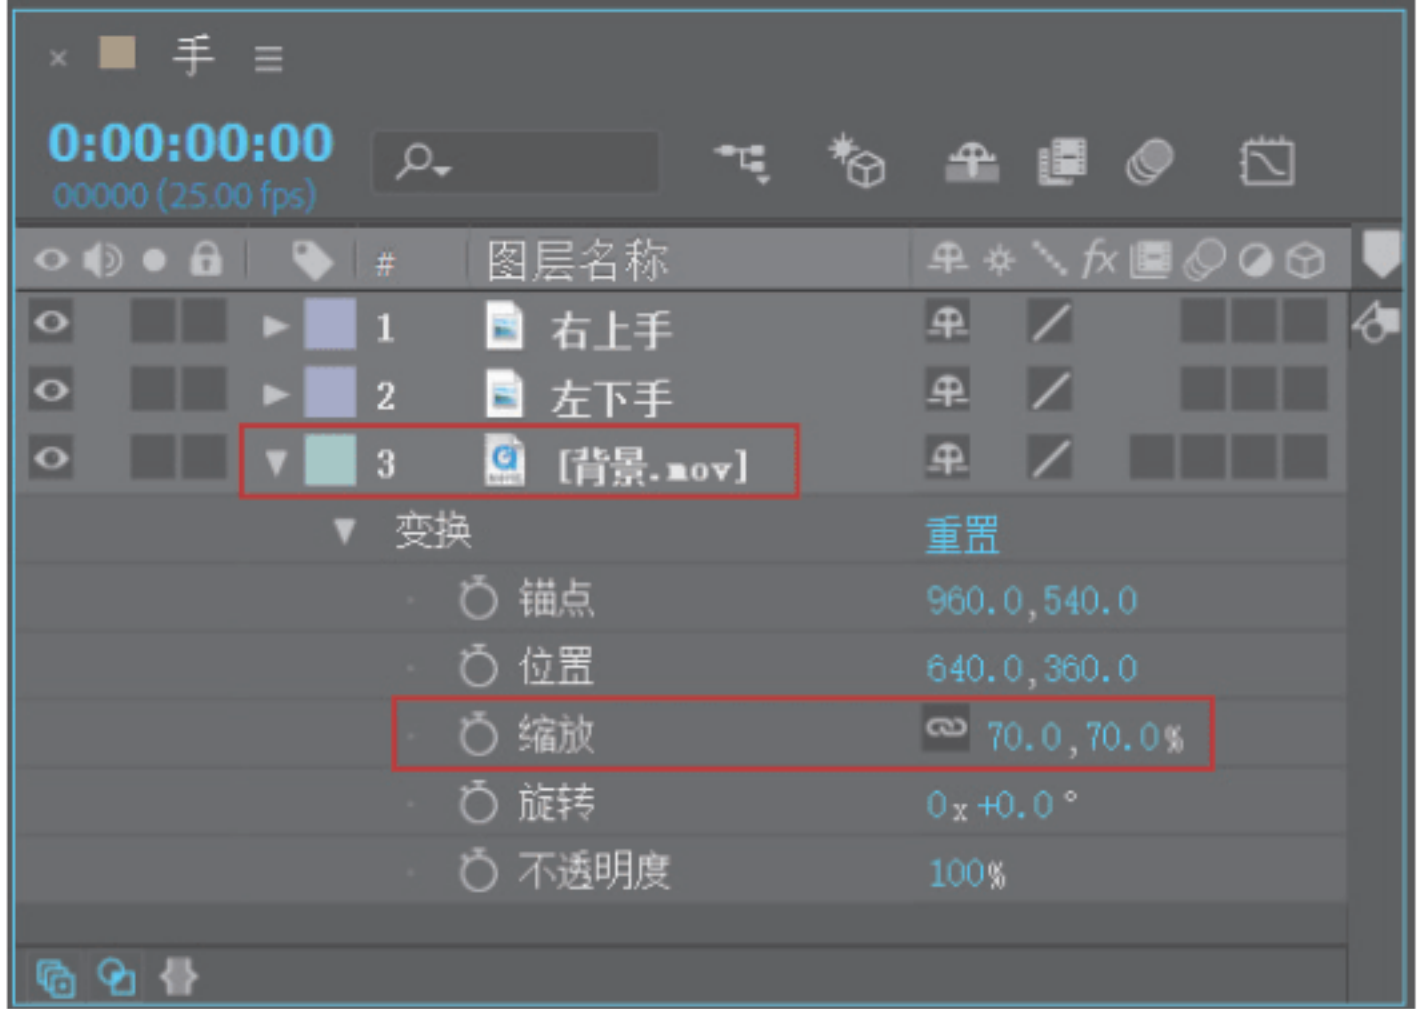 手
0:00:00:00
00000 (25.00 fps)
# 图层名称 fx
1 右上手
2 左下手
3 [背景.mov]
变换 重置
锚点 960.0,540.0
位置 640.0,360.0
缩放 70.0,70.0%
旋转 0x+0.0°
不透明度 100%